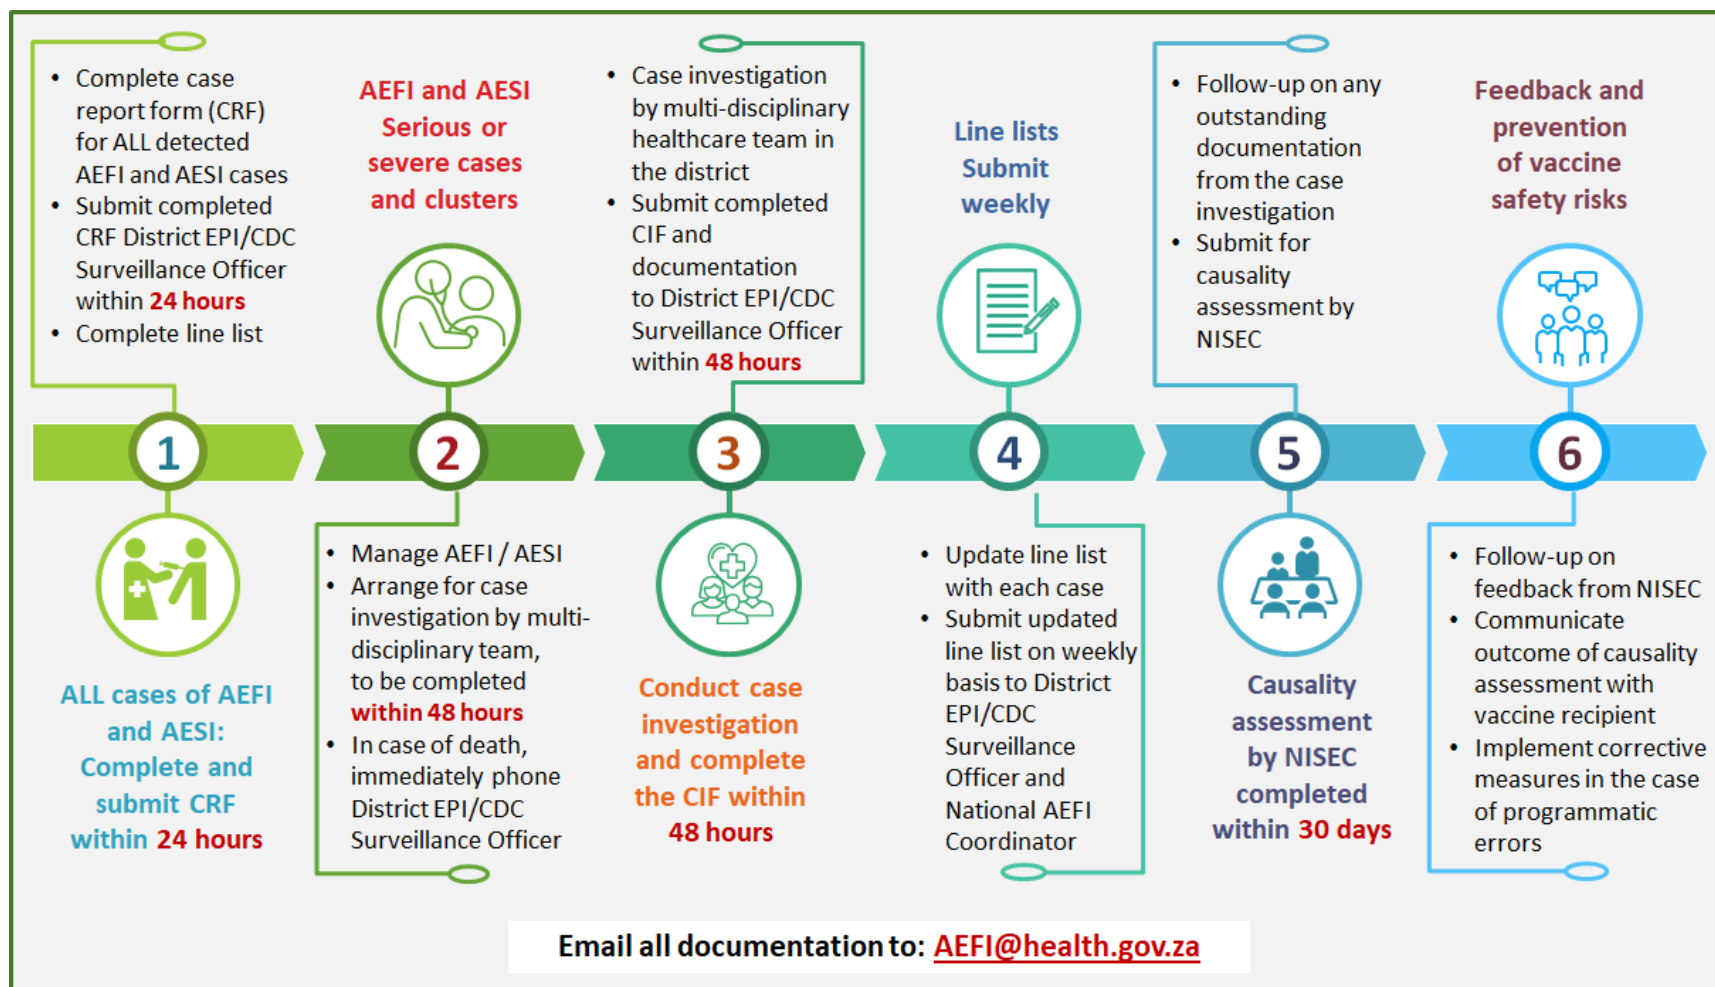 • Complete case
report form (CRF)
for ALL detected
AEFI and AESI cases
• Submit completed
CRF District EPI/CDC
Surveillance Officer
within 24 hours
• Complete line list
1
ALL cases of AEFI
and AESI:
Complete and
submit CRF
within 24 hours
AEFI and AESI
Serious or
severe cases
and clusters
2
• Manage AEFI / AESI
• Arrange for case
investigation by multi-
disciplinary team,
to be completed
within 48 hours
• In case of death,
immediately phone
District EPI/CDC
Surveillance Officer
• Case investigation
by multi-disciplinary
healthcare team in
the district
• Submit completed
CIF and
documentation
to District EPI/CDC
Surveillance Officer
within 48 hours
3
Conduct case
investigation
and complete
the CIF within
48 hours
Line lists
Submit
weekly
4
• Update line list
with each case
• Submit updated
line list on weekly
basis to District
EPI/CDC
Surveillance
Officer and
National AEFI
Coordinator
• Follow-up on any
outstanding
documentation
from the case
investigation
• Submit for
causality
assessment by
NISEC
5
Causality
assessment
by NISEC
completed
within 30 days
Feedback and
prevention
of vaccine
safety risks
6
• Follow-up on
feedback from NISEC
• Communicate
outcome of causality
assessment with
vaccine recipient
• Implement corrective
measures in the case
of programmatic
errors
Email all documentation to: AEFI@health.gov.za